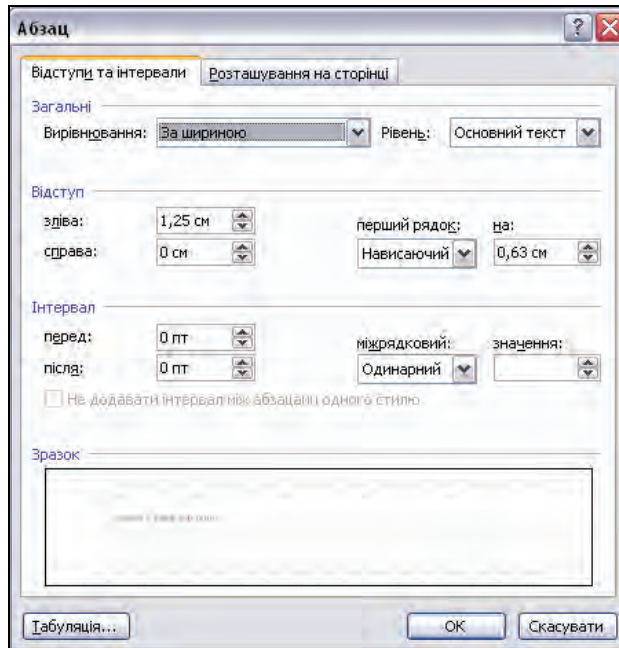 Абзац
Відступи та інтервали Розташування на сторінці
Загальні
Вирівнювання: За шириною Рівень: Основний текст
Відступ
зліва: 1,25 см перший рядок: на:
справа: 0 см Нависаючий 0,63 см
Інтервал
перед: 0 пт міжрядковий: значення:
після: 0 пт Одинарний
Не додавати інтервал між абзацами одного стилю
Зразок
Табуляція... ОК Скасувати